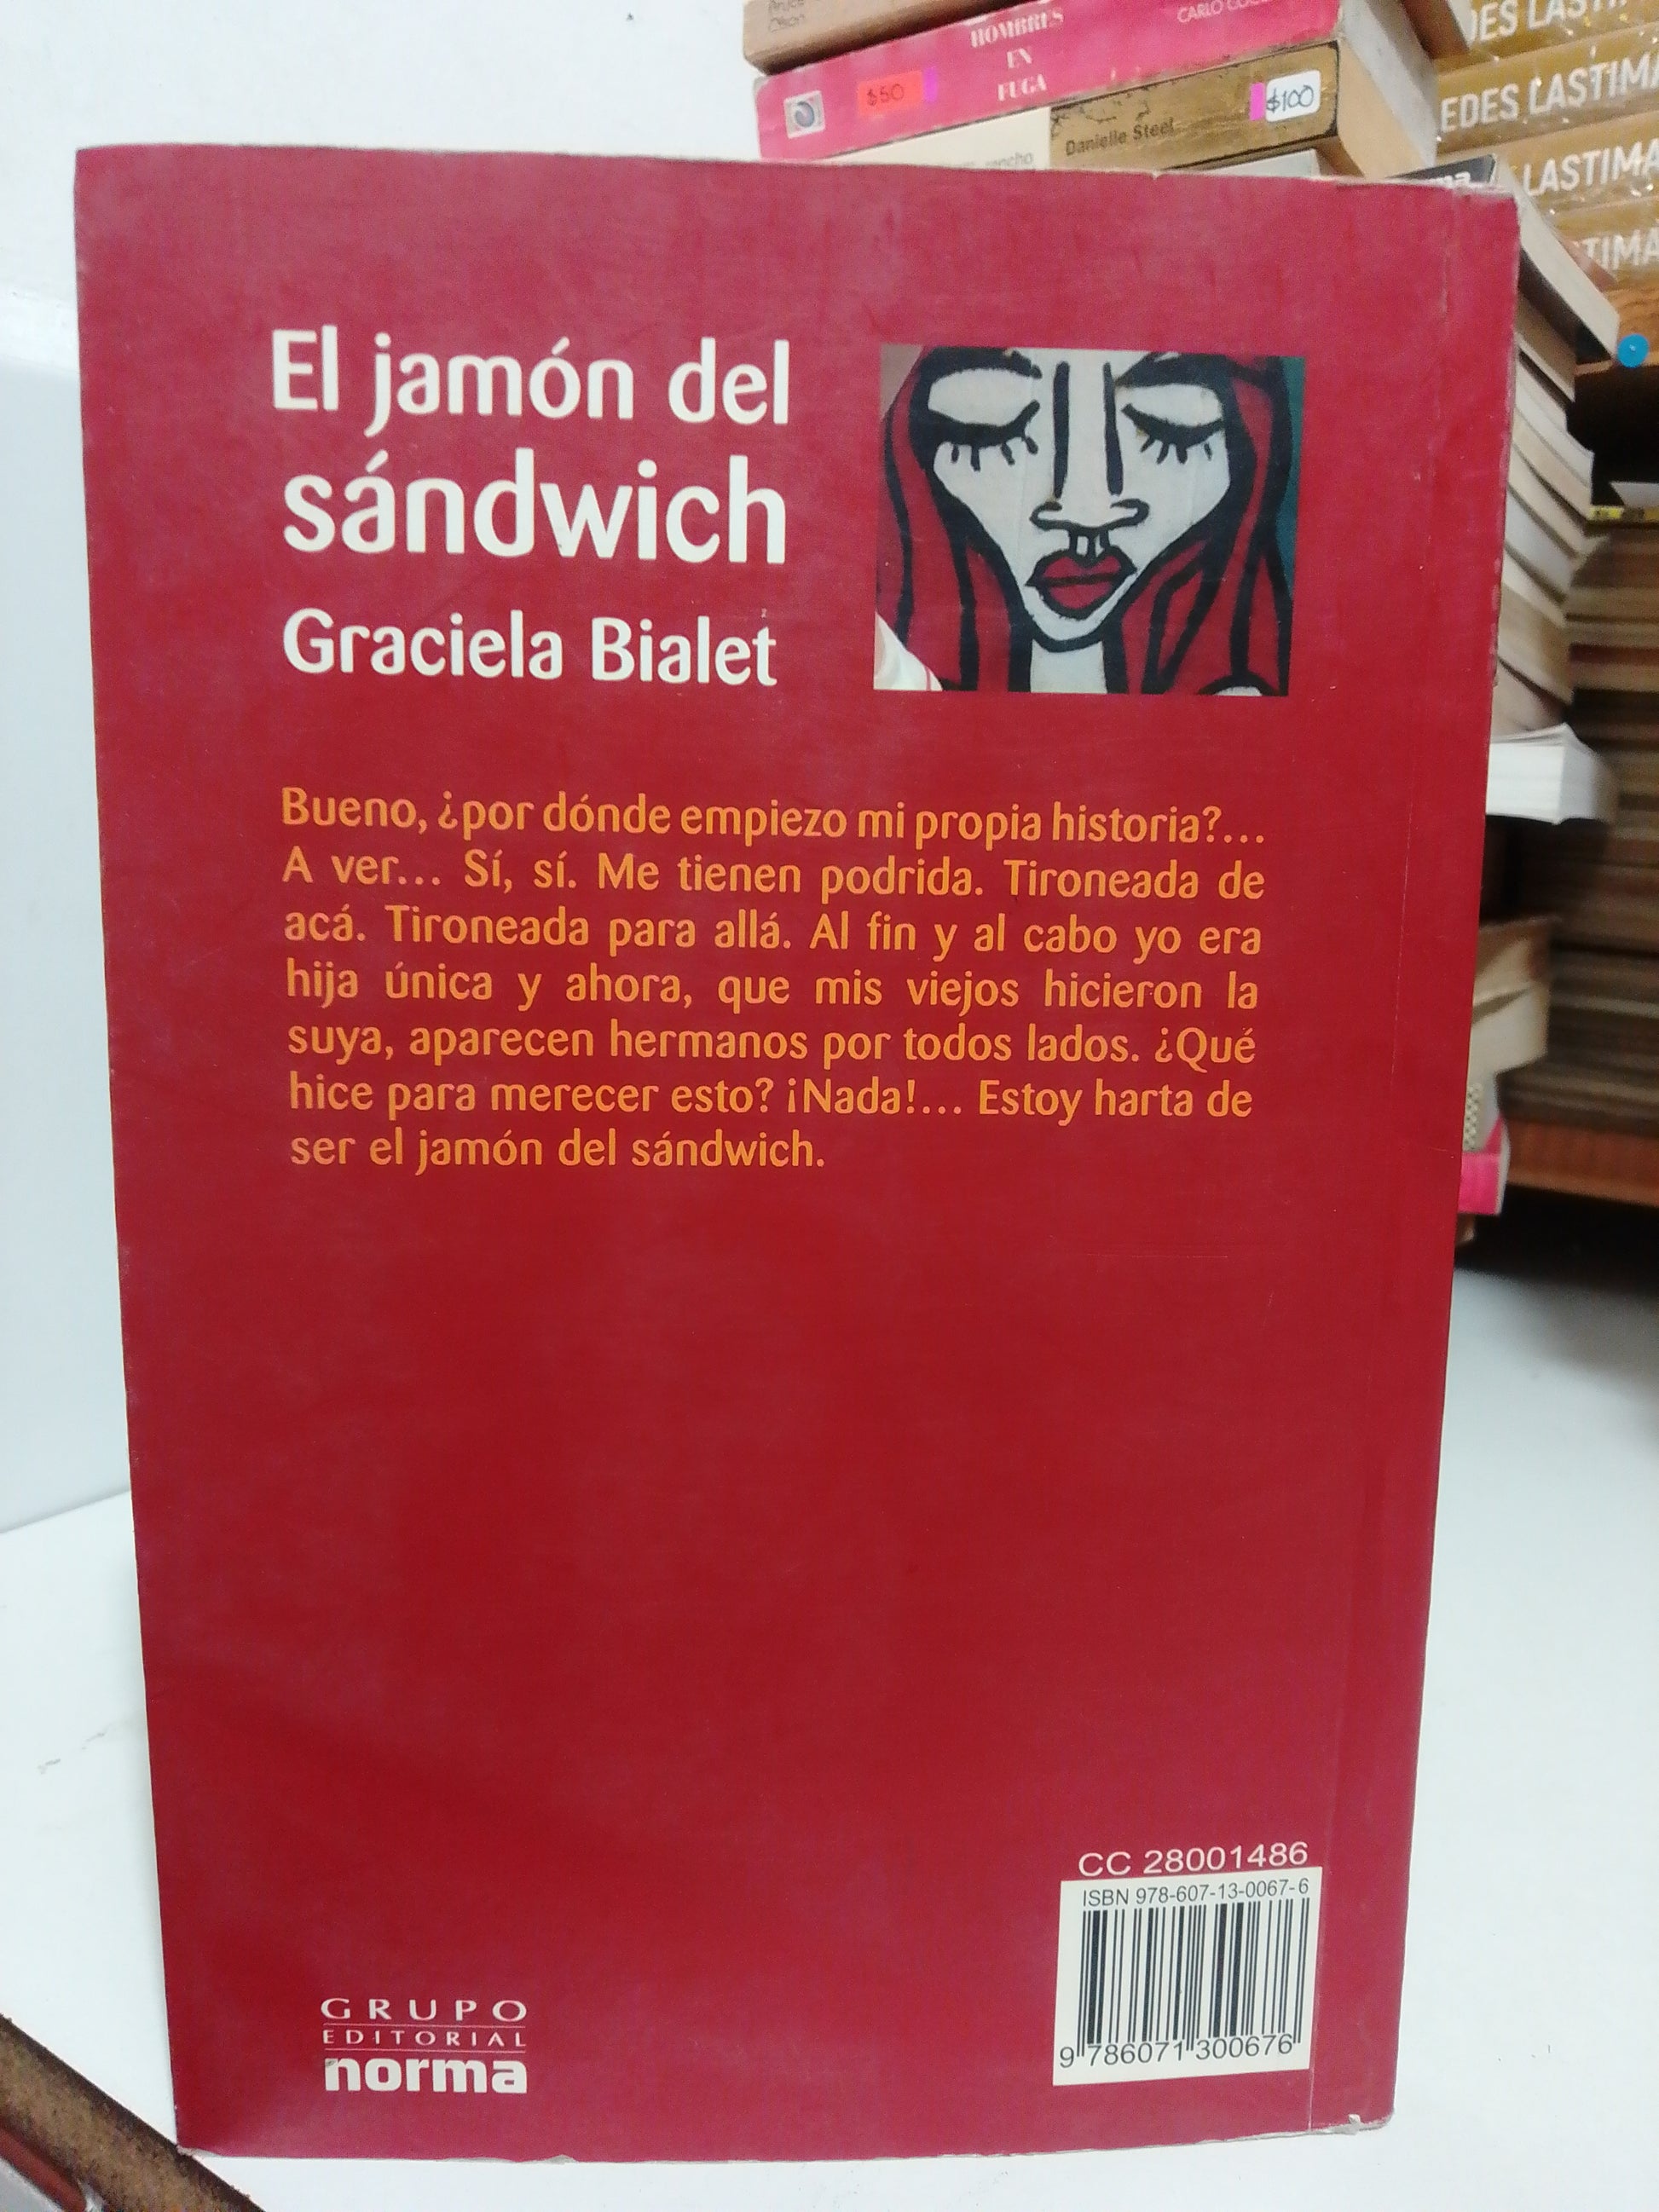 HOMBRES
EN
FUGA
CARLO
$50
$100
Danielle Steel
EDES LASTIMA
LASTIMA
El jamón del
sándwich
Graciela Bialet
Bueno, ¿por dónde empiezo mi propia historia?...
A ver... Sí, sí. Me tienen podrida. Tironeada de
acá. Tironeada para allá. Al fin y al cabo yo era
hija única y ahora, que mis viejos hicieron la
suya, aparecen hermanos por todos lados. ¿Qué
hice para merecer esto? ¡Nada!... Estoy harta de
ser el jamón del sándwich.
CC 28001486
ISBN 978-607-13-0067-6
9 786071 300676
GRUPO
EDITORIAL
norma